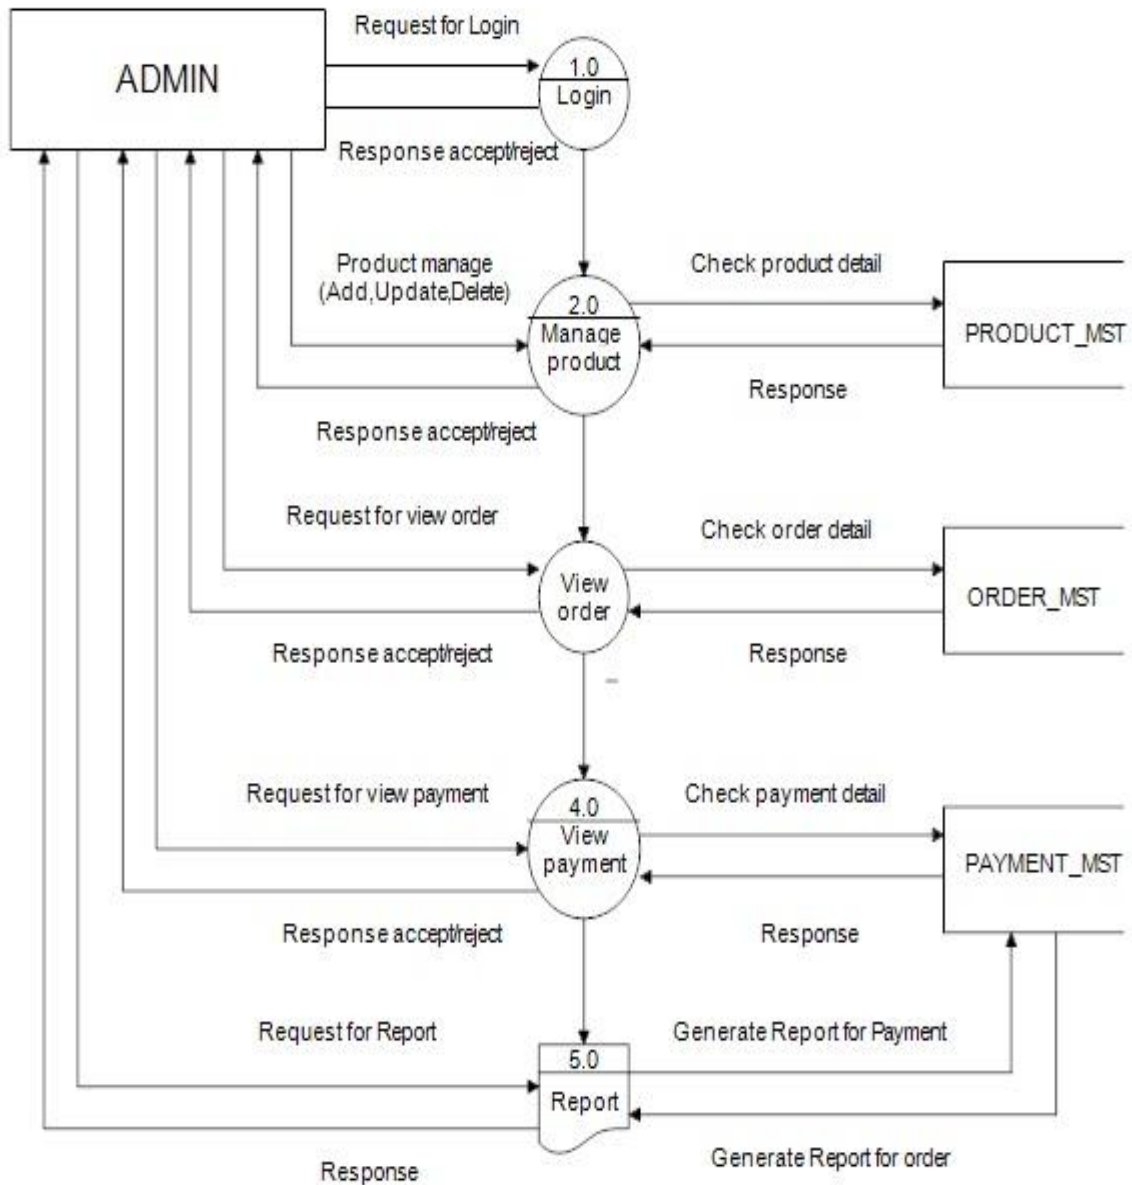 Request for Login
ADMIN
1.0
Login
Response accept/reject
Product manage
(Add,Update,Delete)
Check product detail
2.0
Manage
product
PRODUCT_MST
Response
Response accept/reject
Request for view order
Check order detail
View
order
ORDER_MST
Response accept/reject
Response
Request for view payment
Check payment detail
4.0
View
payment
PAYMENT_MST
Response accept/reject
Response
Request for Report
Generate Report for Payment
5.0
Report
Generate Report for order
Response